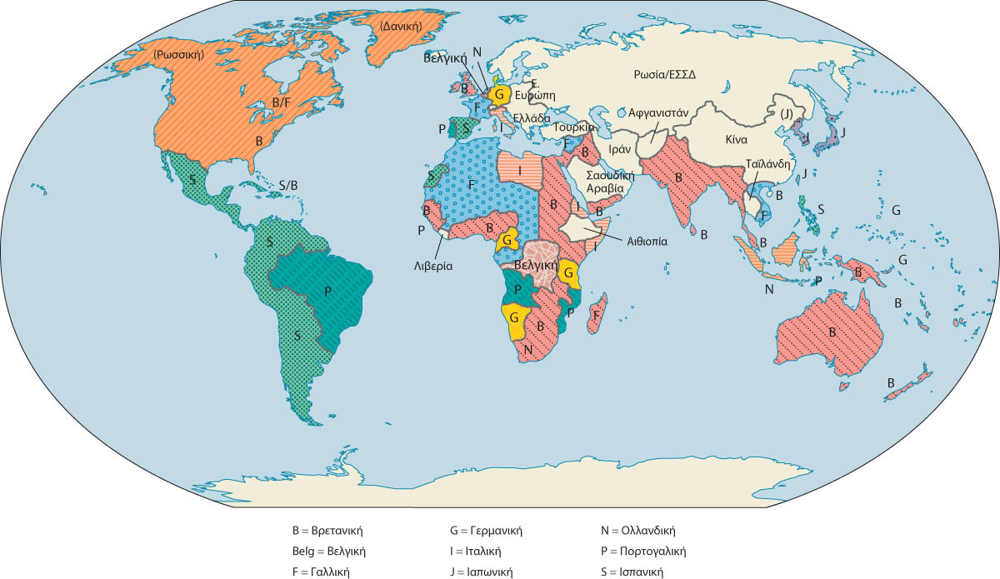 (Δανική)
(Ρωσσική)
Βελγική
N
B
G
E.
Ευρώπη
Ρωσία/ΕΣΣΔ
B/F
F
Ελλάδα
Αφγανιστάν
(J)
B
P
S
I
Τουρκία
Κίνα
J
J
F
B
Ιράν
Ταϊλάνδη
S
S/B
S
F
I
Σαουδική
Αραβία
B
J
B
B
I
B
F
S
G
P
B
G
Αιθιοπία
B
B
S
Λιβερία
Βελγική
I
G
B
G
P
P
N
P
B
G
P
F
B
S
B
B
N
B
B = Βρετανική
G = Γερμανική
N = Ολλανδική
Belg = Βελγική
I = Ιταλική
P = Πορτογαλική
F = Γαλλική
J = Ιαπωνική
S = Ισπανική